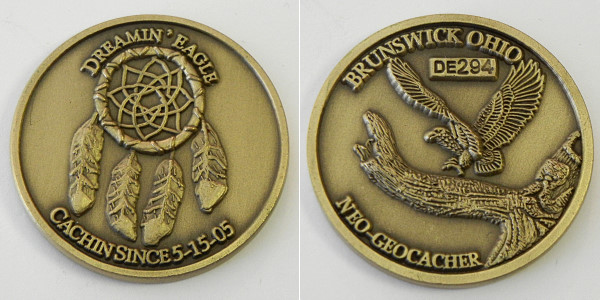 DREAMIN' EAGLE
CACHIN SINCE 5-15-05
BRUNSWICK OHIO
DE294
NEO-GEOCACHER